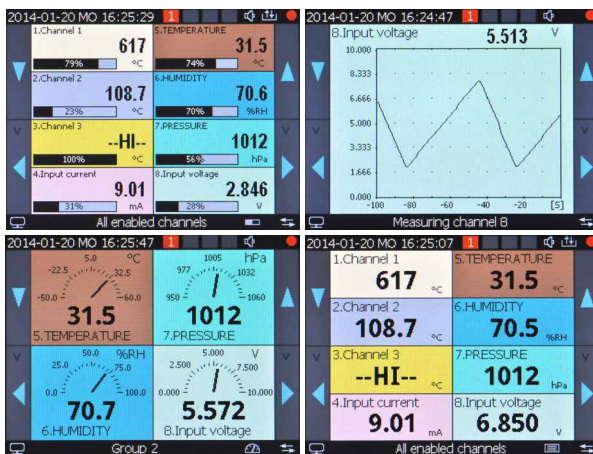 2014-01-20 MO 16:25:29 1
1.Channel 1
617
79% °C
5.TEMPERATURE
31.5
74% °C
2.Channel 2
108.7
23% °C
6.HUMIDITY
70.6
70% %RH
3.Channel 3
--HI--
100% °C
7.PRESSURE
1012
56% hPa
4.Input current
9.01
31% mA
8.Input voltage
2.846
28% V
All enabled channels
2014-01-20 MO 16:24:47 1
8.Input voltage 5.513 V
10.000
8.333
6.666
5.000
3.333
1.666
0.000
-100 -80 -60 -40 -20 [S]
Measuring channel 8
2014-01-20 MO 16:25:47 1
5.0 °C
-22.5 32.5
-50.0 60.0
31.5
5.TEMPERATURE
1005 hPa
977 1032
950 1060
1012
7.PRESSURE
50.0 %RH
25.0 75.0
0.0 100.0
70.7
6.HUMIDITY
5.000 V
2.500 7.500
0.000 10.000
5.572
8.Input voltage
Group 2
2014-01-20 MO 16:25:07 1
1.Channel 1
617 °C
5.TEMPERATURE
31.5 °C
2.Channel 2
108.7 °C
6.HUMIDITY
70.5 %RH
3.Channel 3
--HI-- °C
7.PRESSURE
1012 hPa
4.Input current
9.01 mA
8.Input voltage
6.850 V
All enabled channels